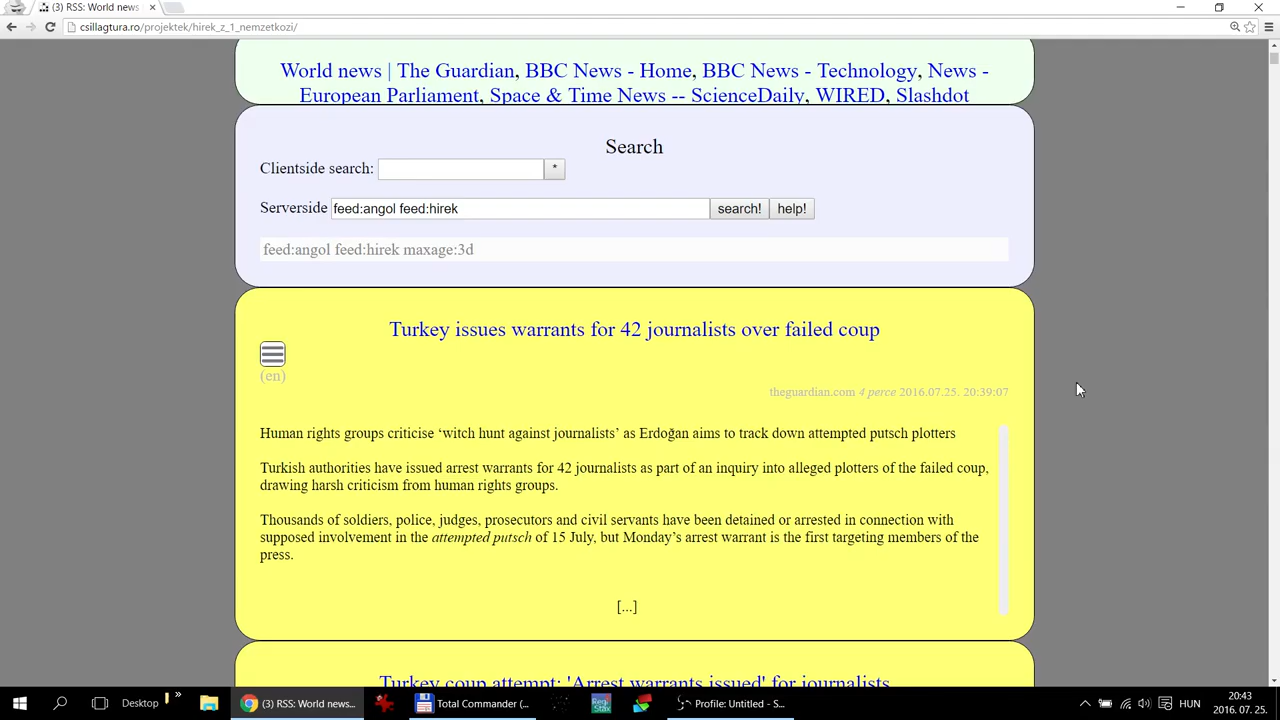 (3) RSS: World news
csillagtura.ro/projektek/hirek_z_1_nemzetkozi/
World news | The Guardian, BBC News - Home, BBC News - Technology, News -
European Parliament, Space & Time News -- ScienceDaily, WIRED, Slashdot
Search
Clientside search: *
Serverside feed:angol feed:hirek search! help!
feed:angol feed:hirek maxage:3d
Turkey issues warrants for 42 journalists over failed coup
(en)
theguardian.com 4 perce 2016.07.25. 20:39:07
Human rights groups criticise ‘witch hunt against journalists’ as Erdoğan aims to track down attempted putsch plotters
Turkish authorities have issued arrest warrants for 42 journalists as part of an inquiry into alleged plotters of the failed coup,
drawing harsh criticism from human rights groups.
Thousands of soldiers, police, judges, prosecutors and civil servants have been detained or arrested in connection with
supposed involvement in the attempted putsch of 15 July, but Monday’s arrest warrant is the first targeting members of the
press.
[...]
Turkey coup attempt: 'Arrest warrants issued' for journalists
Desktop » (3) RSS: World news... Total Commander (... Profile: Untitled - S... HUN 20:43
2016. 07. 25.